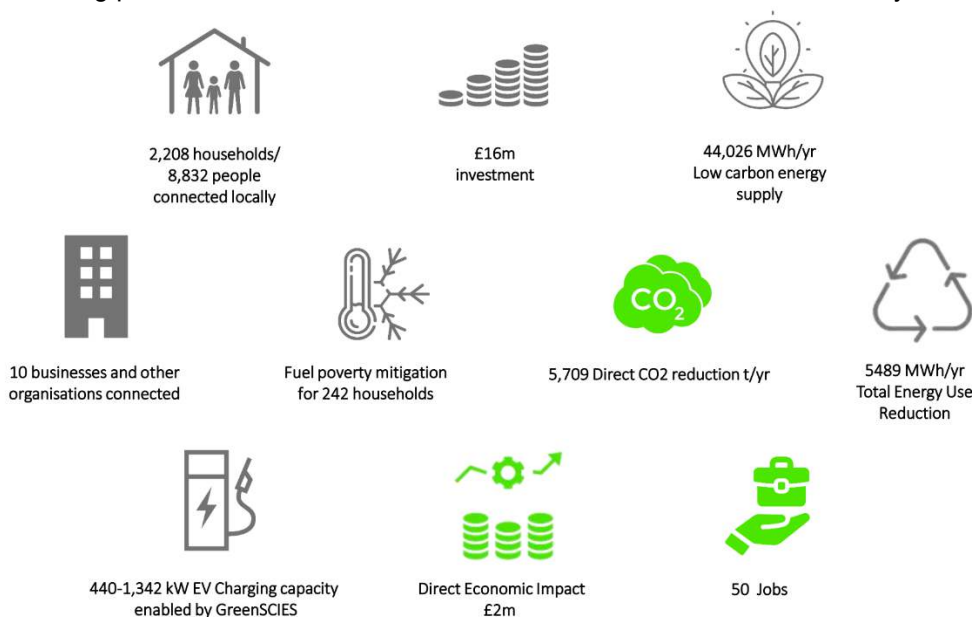 2,208 households/
8,832 people
connected locally
£16m
investment
44,026 MWh/yr
Low carbon energy
supply
10 businesses and other
organisations connected
Fuel poverty mitigation
for 242 households
CO2
5,709 Direct CO2 reduction t/yr
5489 MWh/yr
Total Energy Use
Reduction
440-1,342 kW EV Charging capacity
enabled by GreenSCIES
Direct Economic Impact
£2m
50 Jobs